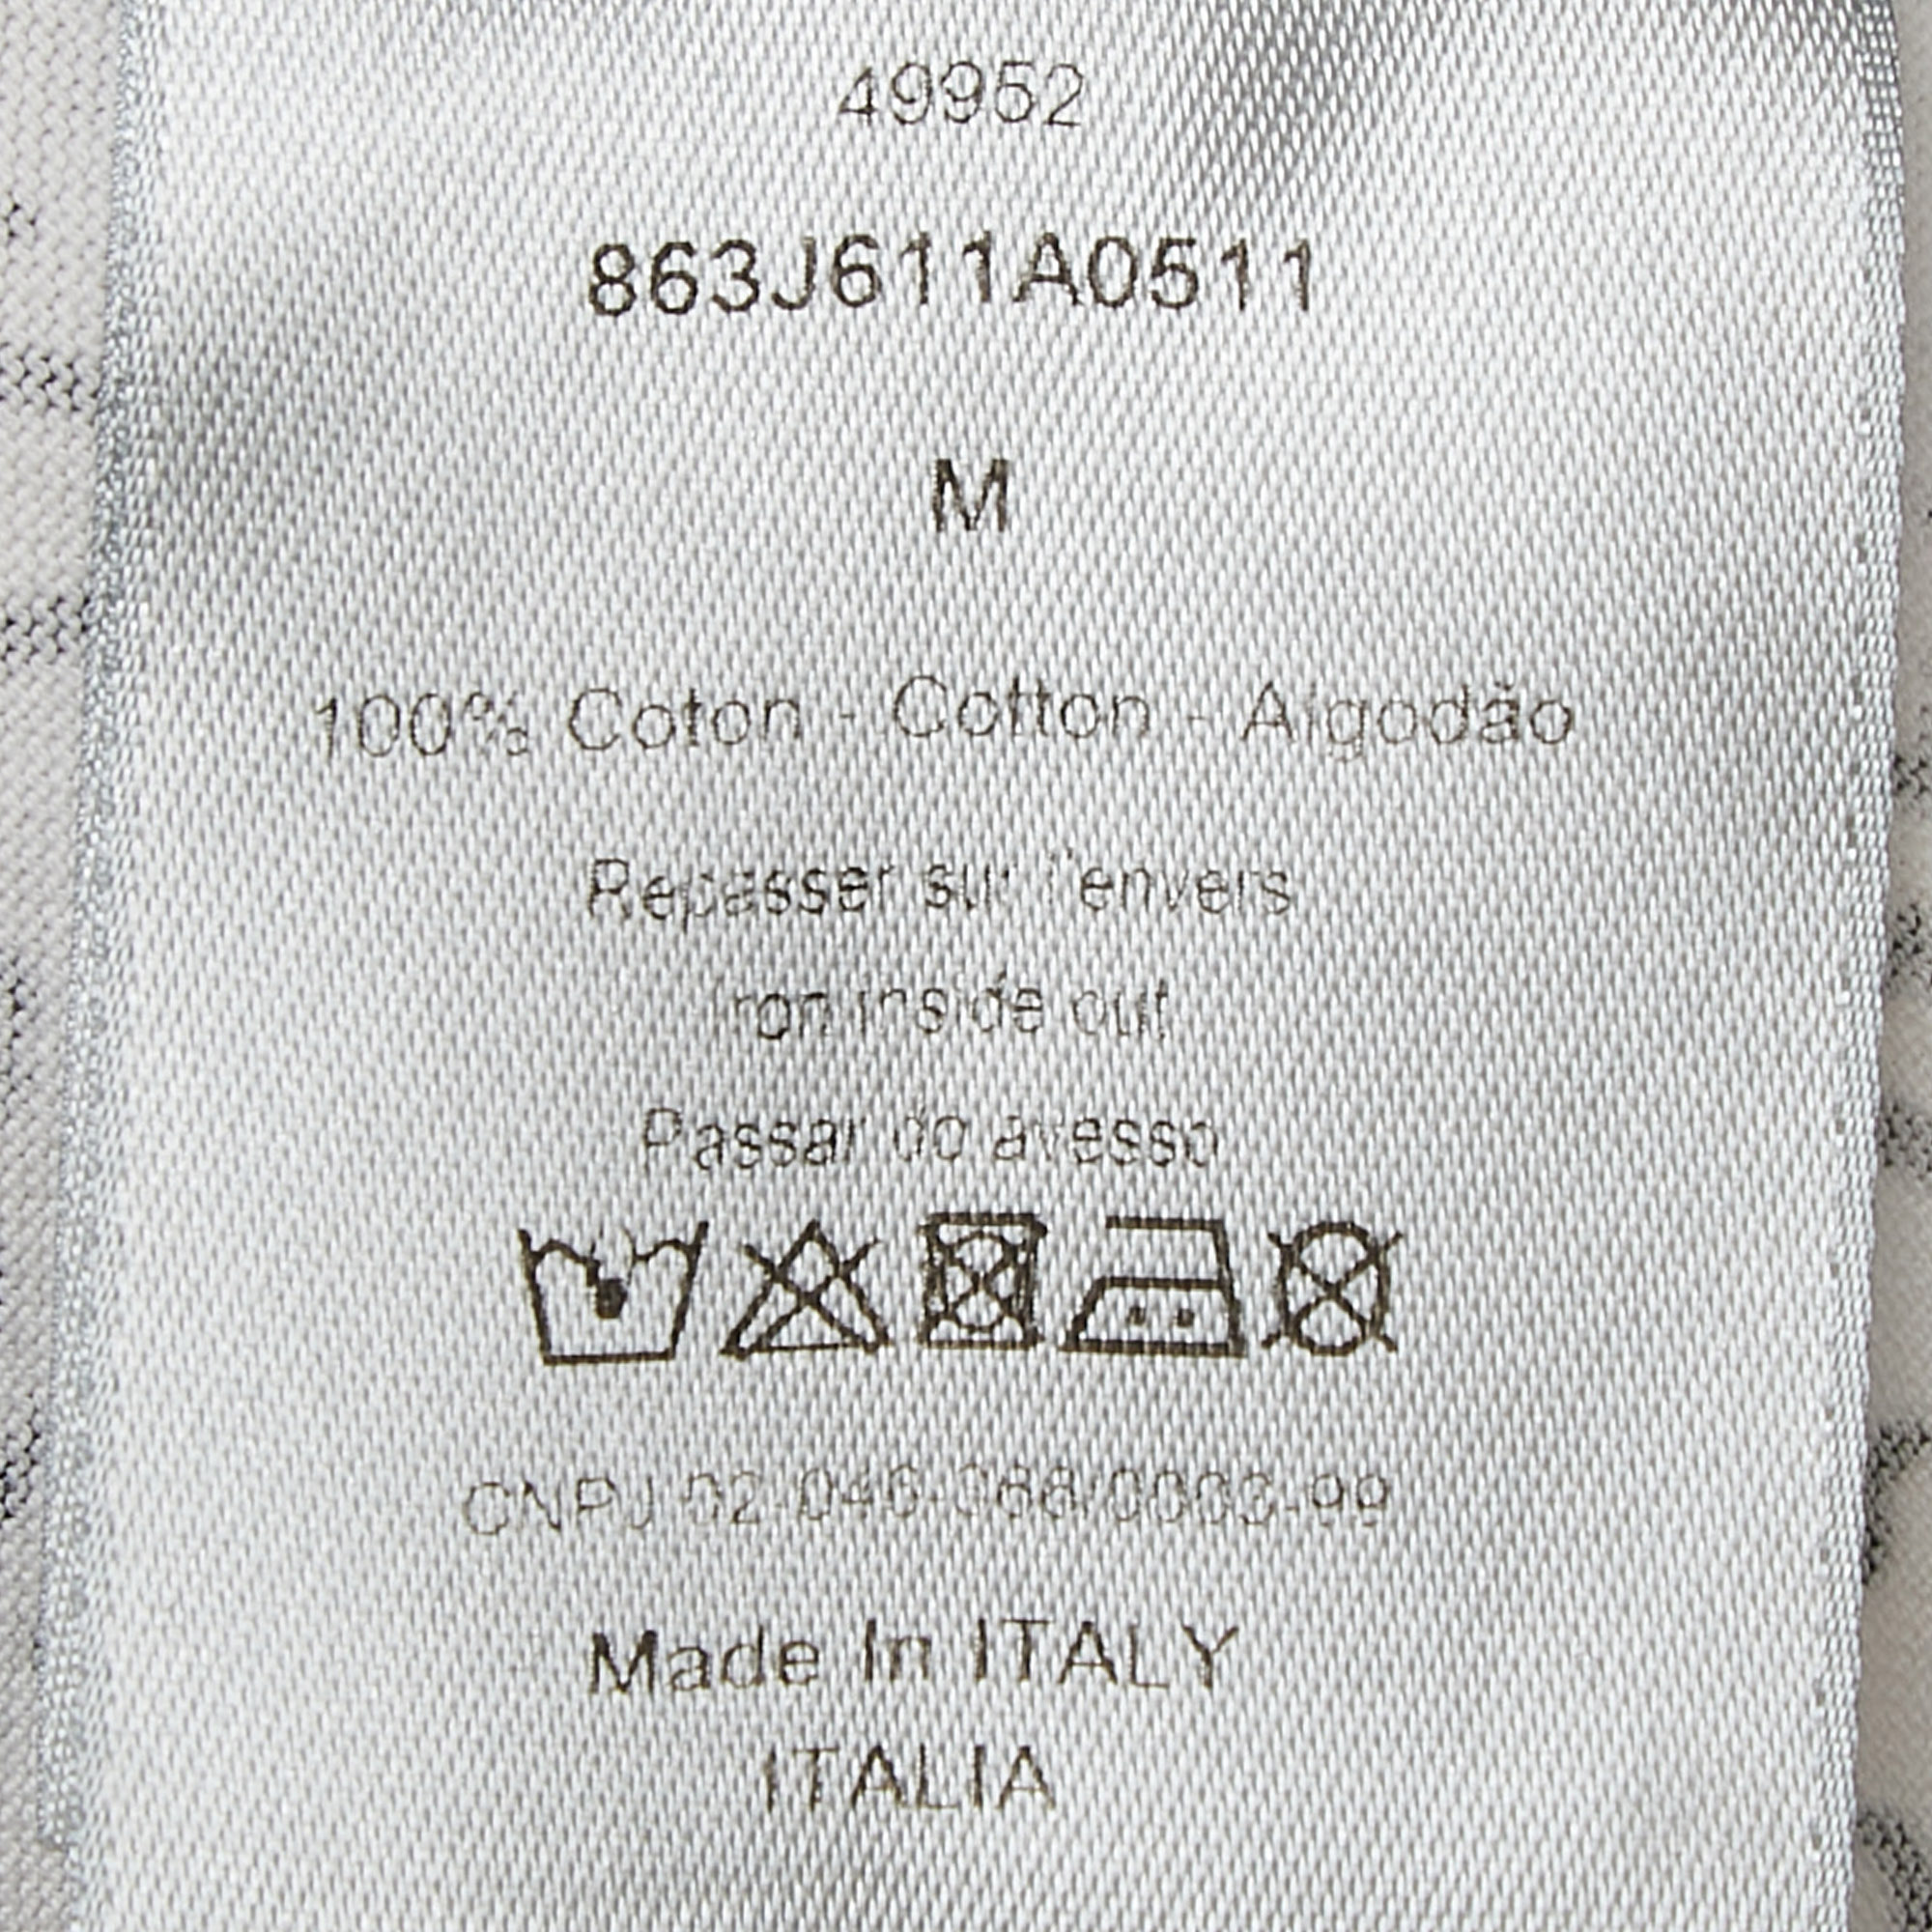 49952
863J611A0511
M
100% Coton - Cotton - Algodão
Repasser sur l'envers
Iron inside out
Passar do avesso
CNPJ 02-046-368/0003-99
Made In ITALY
ITALIA